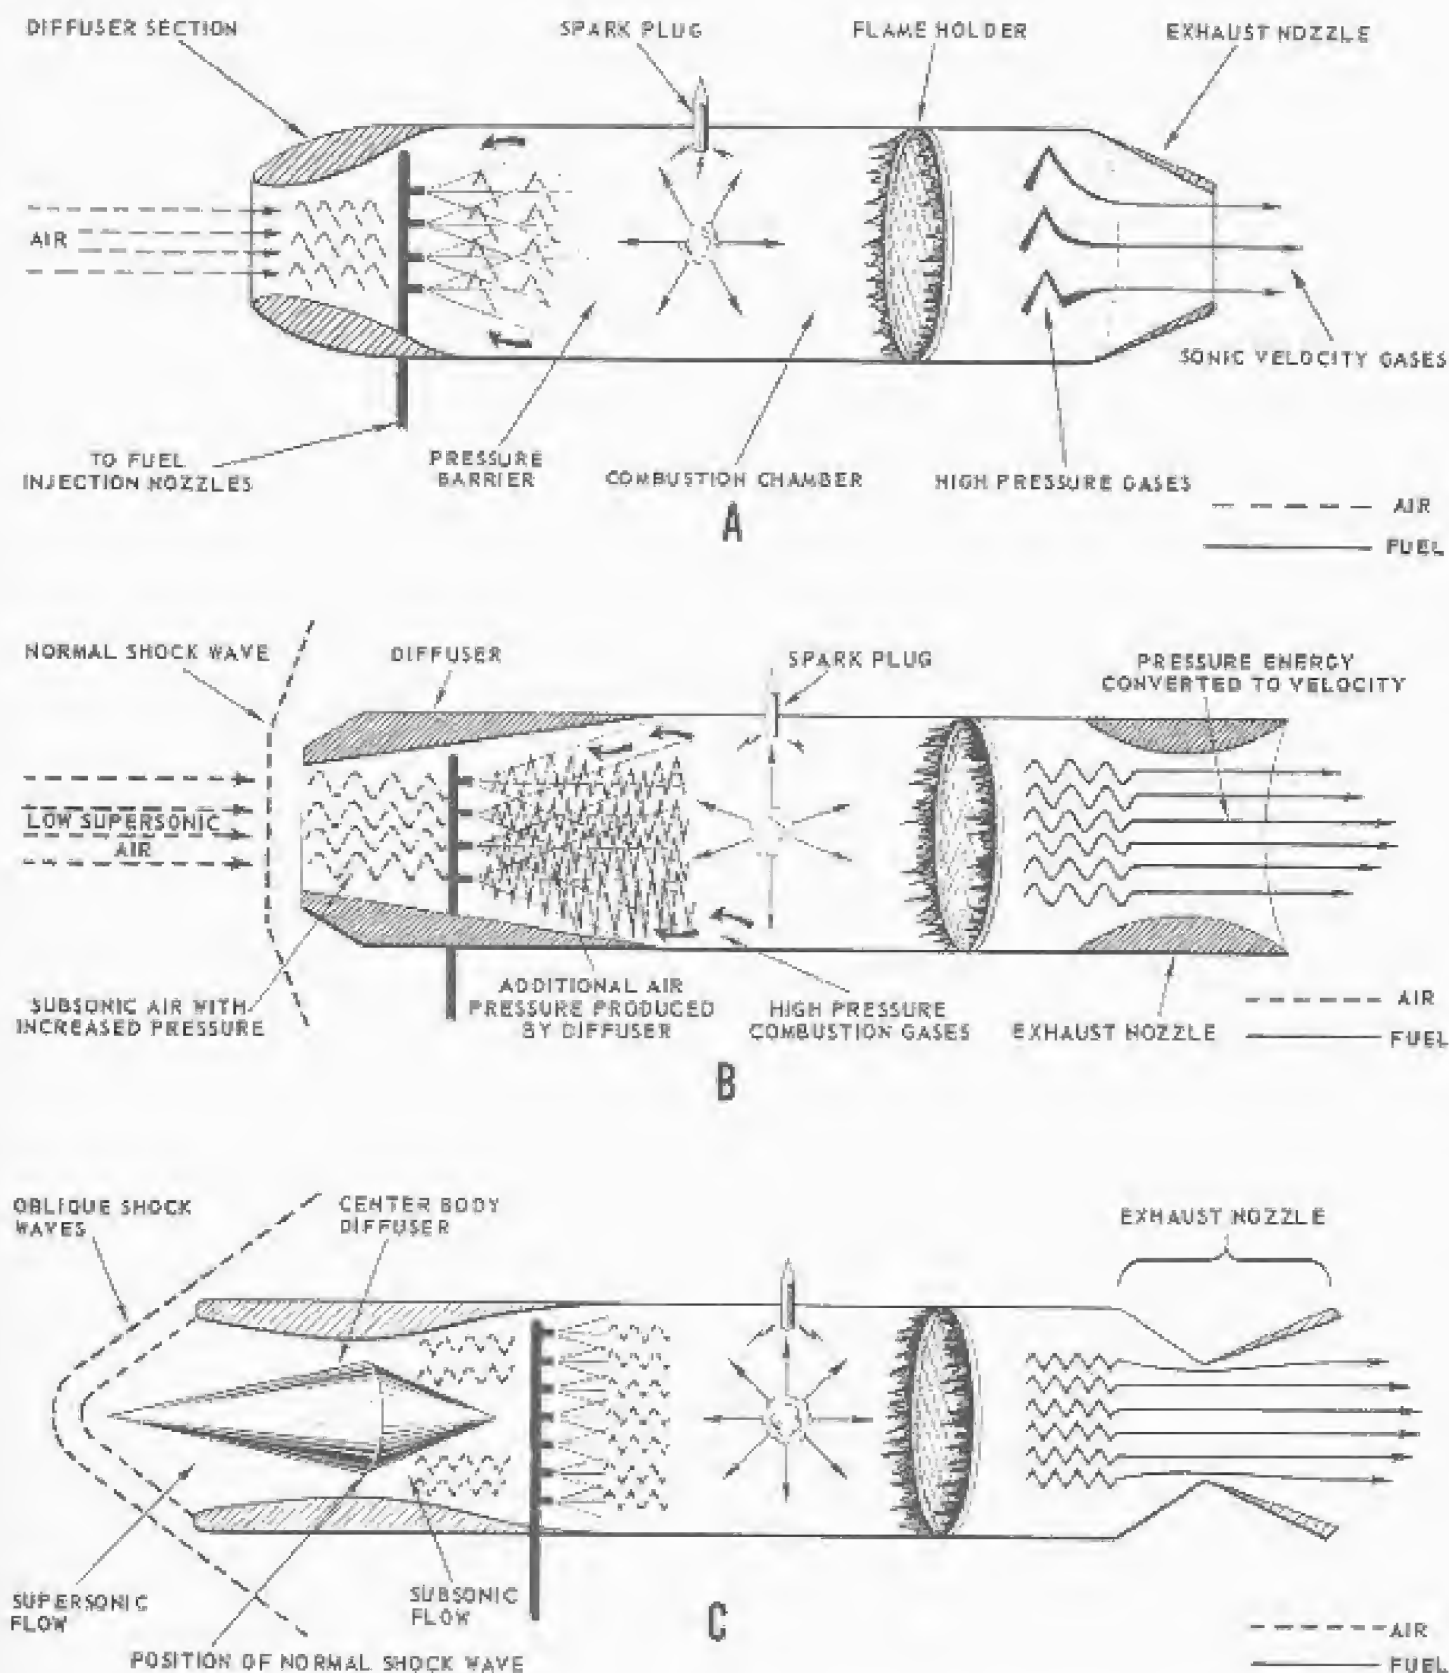 DIFFUSER SECTION
SPARK PLUG
FLAME HOLDER
EXHAUST NOZZLE
AIR
SONIC VELOCITY GASES
TO FUEL
INJECTION NOZZLES
PRESSURE
BARRIER
COMBUSTION CHAMBER
HIGH PRESSURE GASES
A
AIR
FUEL
NORMAL SHOCK WAVE
DIFFUSER
SPARK PLUG
PRESSURE ENERGY
CONVERTED TO VELOCITY
LOW SUPERSONIC
AIR
SUBSONIC AIR WITH
INCREASED PRESSURE
ADDITIONAL AIR
PRESSURE PRODUCED
BY DIFFUSER
HIGH PRESSURE
COMBUSTION GASES
EXHAUST NOZZLE
AIR
FUEL
B
OBLIQUE SHOCK
WAVES
CENTER BODY
DIFFUSER
EXHAUST NOZZLE
SUPERSONIC
FLOW
SUBSONIC
FLOW
POSITION OF NORMAL SHOCK WAVE
C
AIR
FUEL